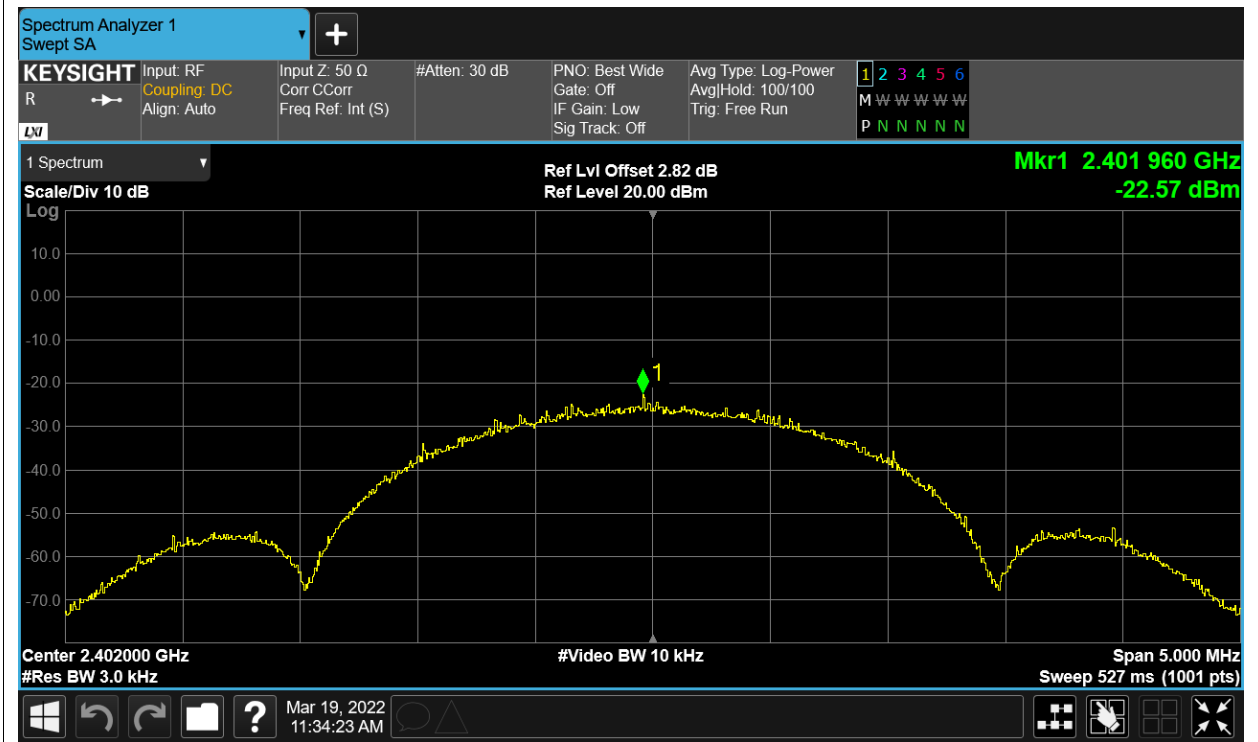 Spectrum Analyzer 1
Swept SA
+
KEYSIGHT
R
LXI
Input: RF
Coupling: DC
Align: Auto
Input Z: 50 Ω
Corr CCorr
Freq Ref: Int (S)
#Atten: 30 dB
PNO: Best Wide
Gate: Off
IF Gain: Low
Sig Track: Off
Avg Type: Log-Power
Avg|Hold: 100/100
Trig: Free Run
1 2 3 4 5 6
M W W W W W
P N N N N N
1 Spectrum
Scale/Div 10 dB
Log
Ref Lvl Offset 2.82 dB
Ref Level 20.00 dBm
Mkr1 2.401 960 GHz
-22.57 dBm
10.0
0.00
-10.0
-20.0
-30.0
-40.0
-50.0
-60.0
-70.0
1
Center 2.402000 GHz
#Res BW 3.0 kHz
#Video BW 10 kHz
Span 5.000 MHz
Sweep 527 ms (1001 pts)
?
Mar 19, 2022
11:34:23 AM